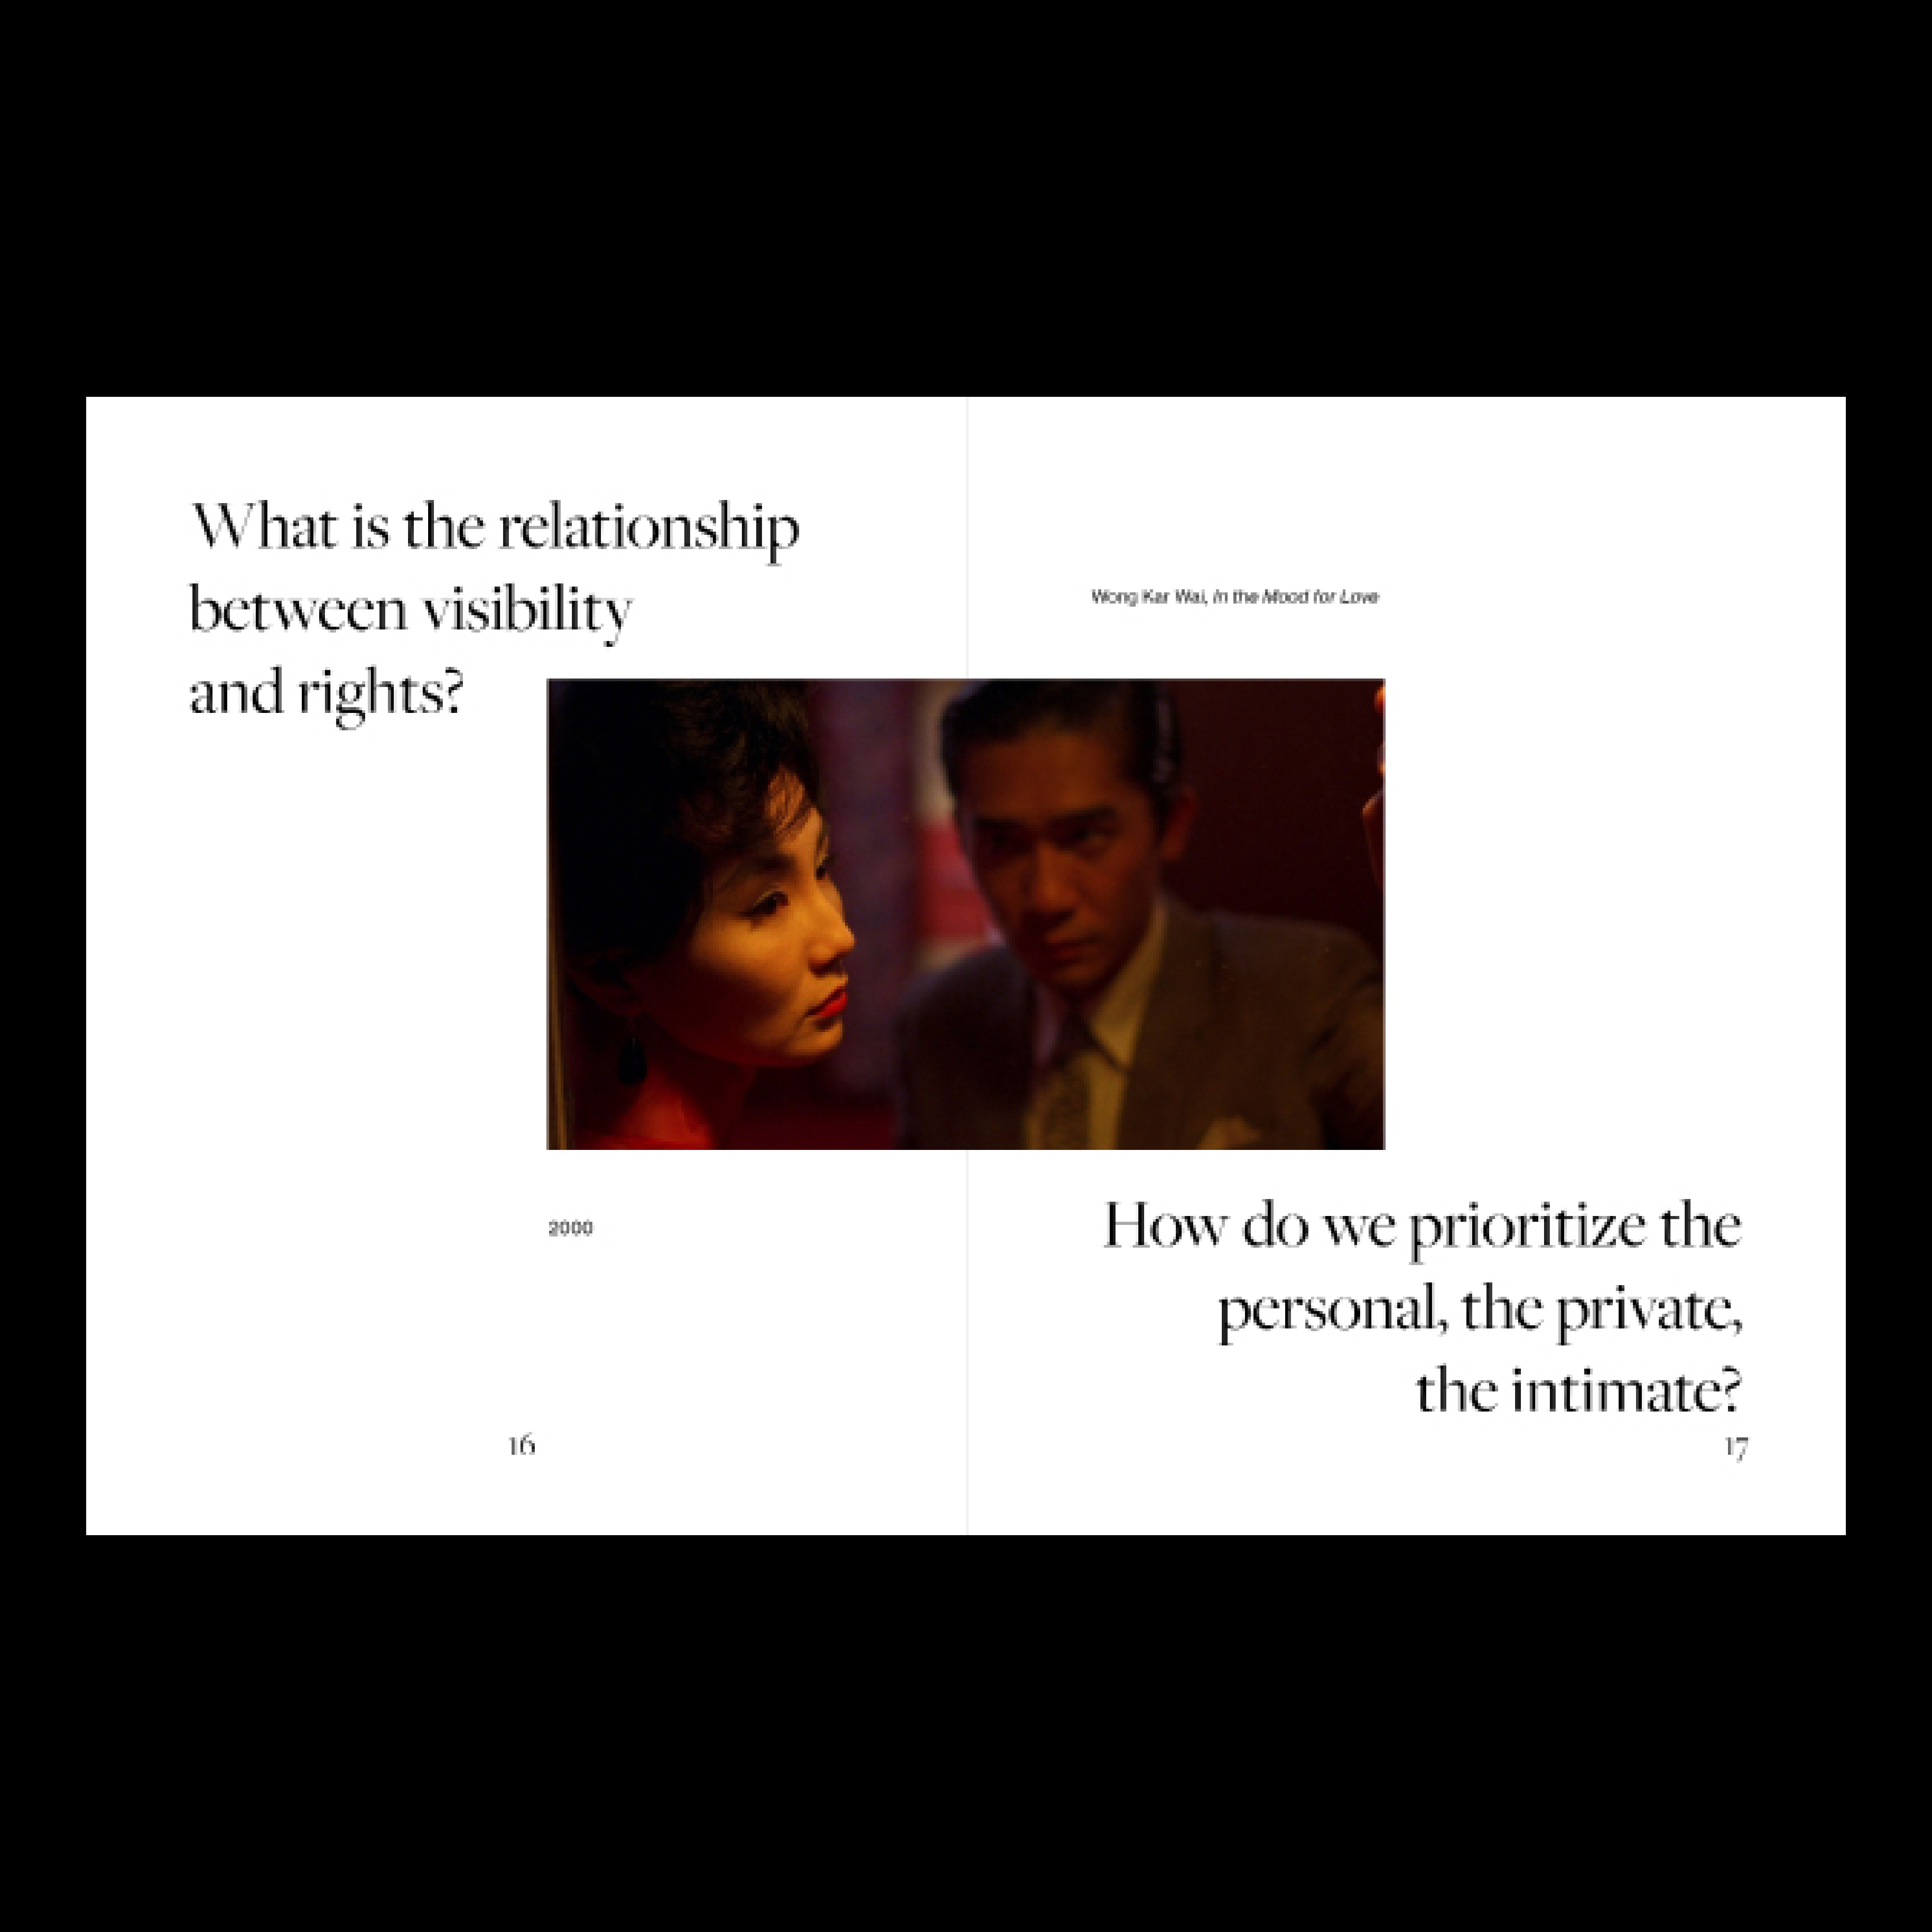 What is the relationship
between visibility
and rights?
Wong Kar Wai, In the Mood for Love
2000
How do we prioritize the
personal, the private,
the intimate?
16
17